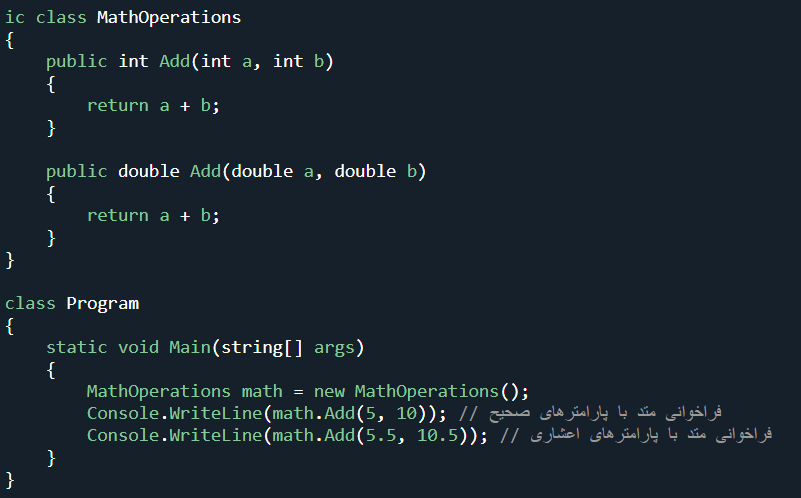 ic class MathOperations
{
    public int Add(int a, int b)
    {
        return a + b;
    }
    public double Add(double a, double b)
    {
        return a + b;
    }
}
class Program
{
    static void Main(string[] args)
    {
        MathOperations math = new MathOperations();
        Console.WriteLine(math.Add(5, 10)); // فراخوانی متد با پارامترهای صحیح
        Console.WriteLine(math.Add(5.5, 10.5)); // فراخوانی متد با پارامترهای اعشاری
    }
}